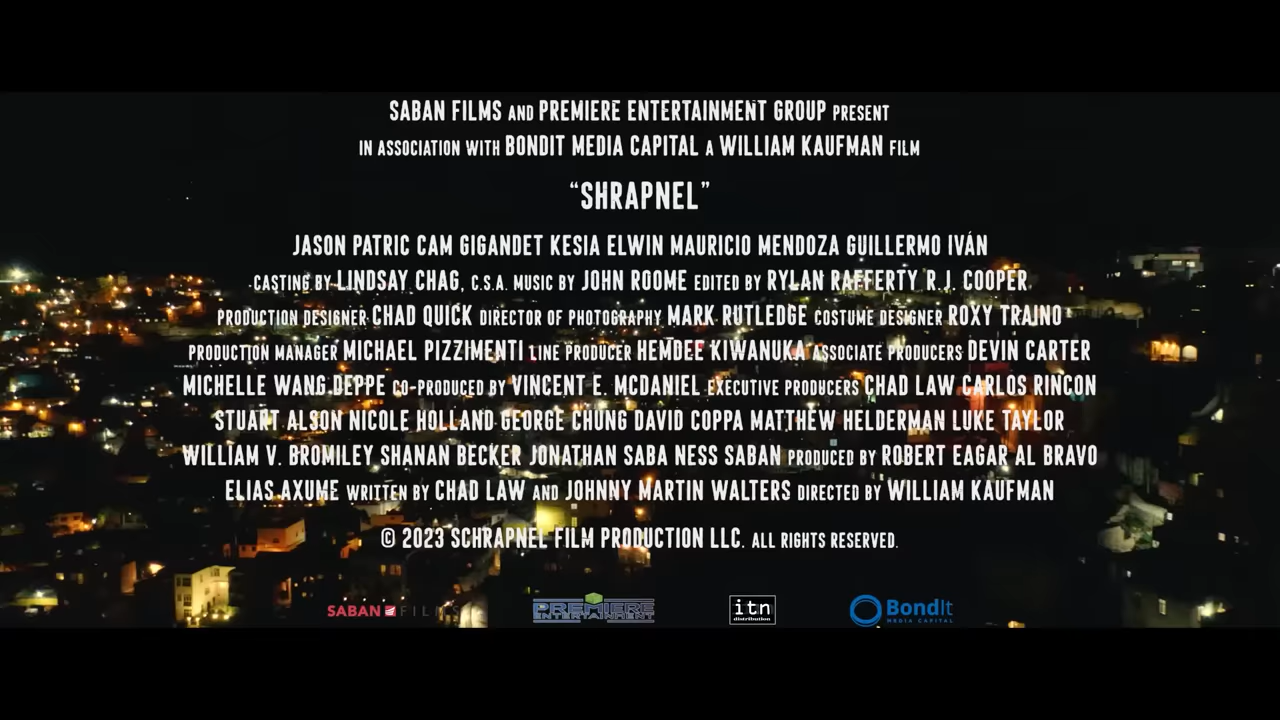 SABAN FILMS AND PREMIERE ENTERTAINMENT GROUP PRESENT
IN ASSOCIATION WITH BONDIT MEDIA CAPITAL A WILLIAM KAUFMAN FILM
“SHRAPNEL”
JASON PATRIC CAM GIGANDET KESIA ELWIN MAURICIO MENDOZA GUILLERMO IVÁN
CASTING BY LINDSAY CHAG, C.S.A. MUSIC BY JOHN ROOME EDITED BY RYLAN RAFFERTY R.J. COOPER
PRODUCTION DESIGNER CHAD QUICK DIRECTOR OF PHOTOGRAPHY MARK RUTLEDGE COSTUME DESIGNER ROXY TRAINO
PRODUCTION MANAGER MICHAEL PIZZIMENTI LINE PRODUCER HEMDEE KIWANUKA ASSOCIATE PRODUCERS DEVIN CARTER
MICHELLE WANG DEPPE CO-PRODUCED BY VINCENT E. MCDANIEL EXECUTIVE PRODUCERS CHAD LAW CARLOS RINCON
STUART ALSON NICOLE HOLLAND GEORGE CHUNG DAVID COPPA MATTHEW HELDERMAN LUKE TAYLOR
WILLIAM V. BROMILEY SHANAN BECKER JONATHAN SABA NESS SABAN PRODUCED BY ROBERT EAGAR AL BRAVO
ELIAS AXUME WRITTEN BY CHAD LAW AND JOHNNY MARTIN WALTERS DIRECTED BY WILLIAM KAUFMAN
© 2023 SCHRAPNEL FILM PRODUCTION LLC. ALL RIGHTS RESERVED.
SABAN FILMS
PREMIERE ENTERTAINMENT
itn distribution
BondIt MEDIA CAPITAL